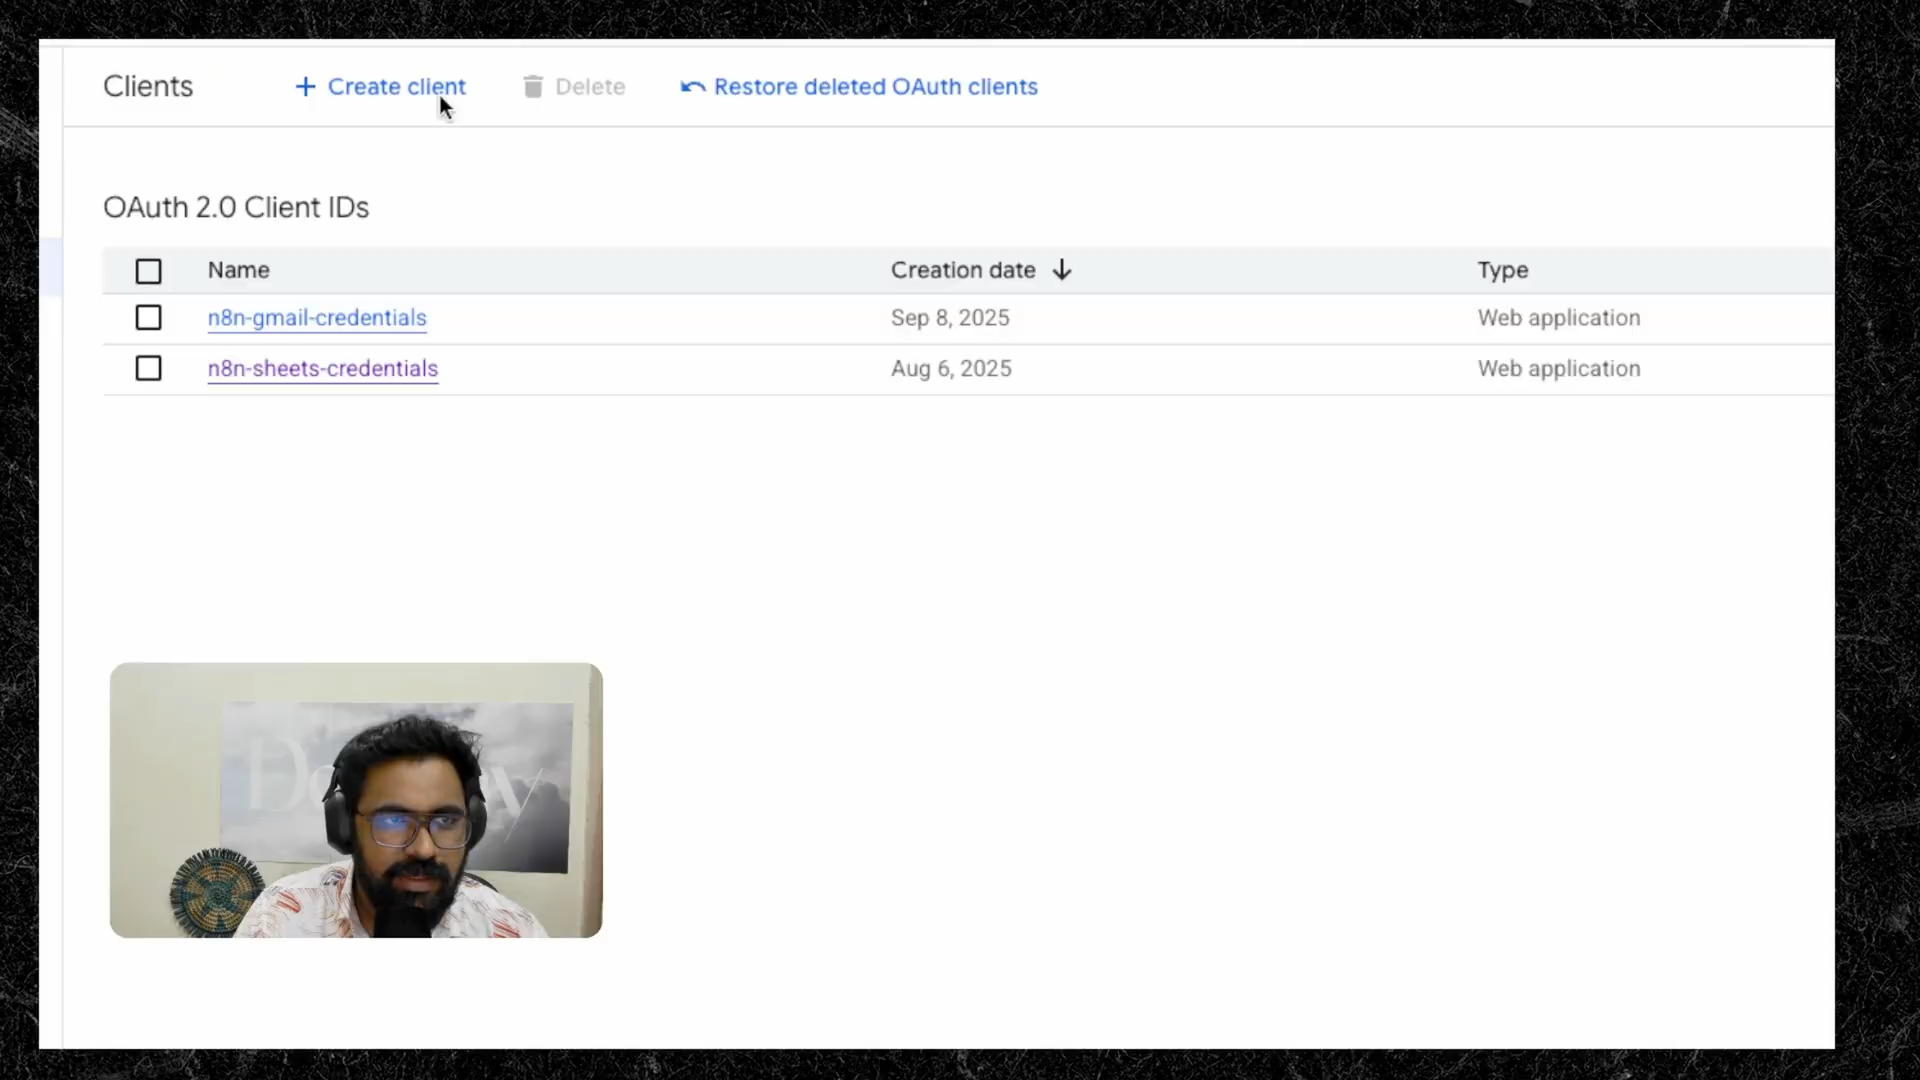 Clients
+ Create client
Delete
Restore deleted OAuth clients
OAuth 2.0 Client IDs
Name Creation date Type
n8n-gmail-credentials Sep 8, 2025 Web application
n8n-sheets-credentials Aug 6, 2025 Web application